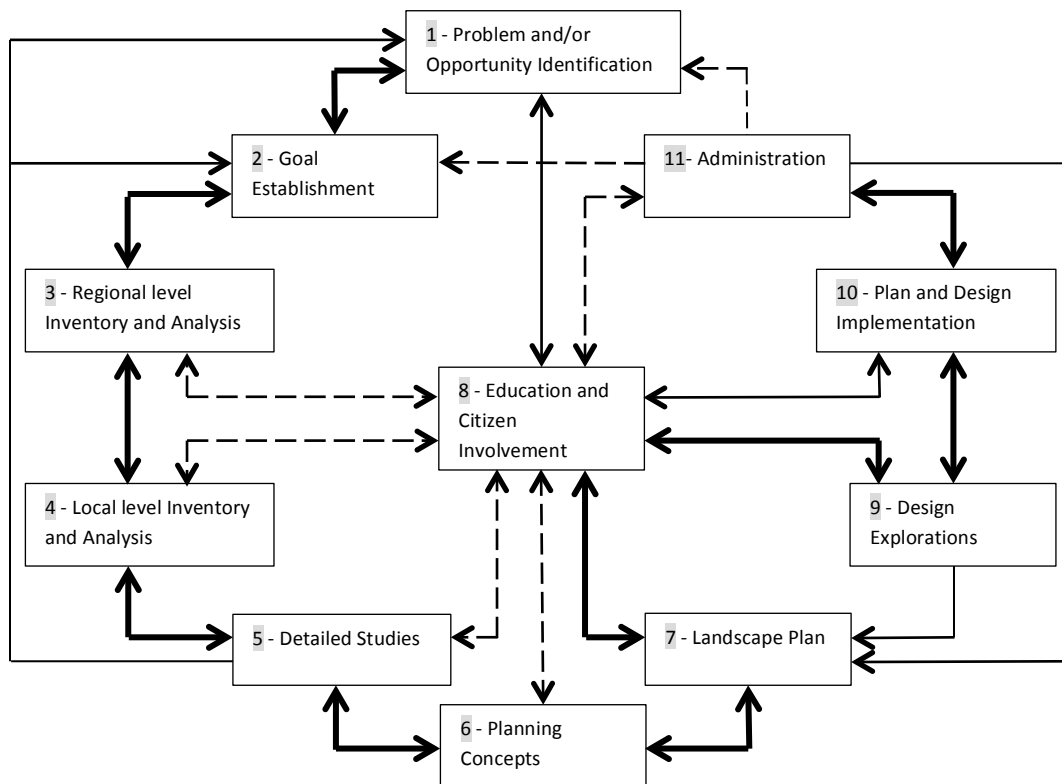 1 - Problem and/or
Opportunity Identification
2 - Goal
Establishment
11- Administration
3 - Regional level
Inventory and Analysis
10 - Plan and Design
Implementation
8 - Education and
Citizen
Involvement
4 - Local level Inventory
and Analysis
9 - Design
Explorations
5 - Detailed Studies
7 - Landscape Plan
6 - Planning
Concepts